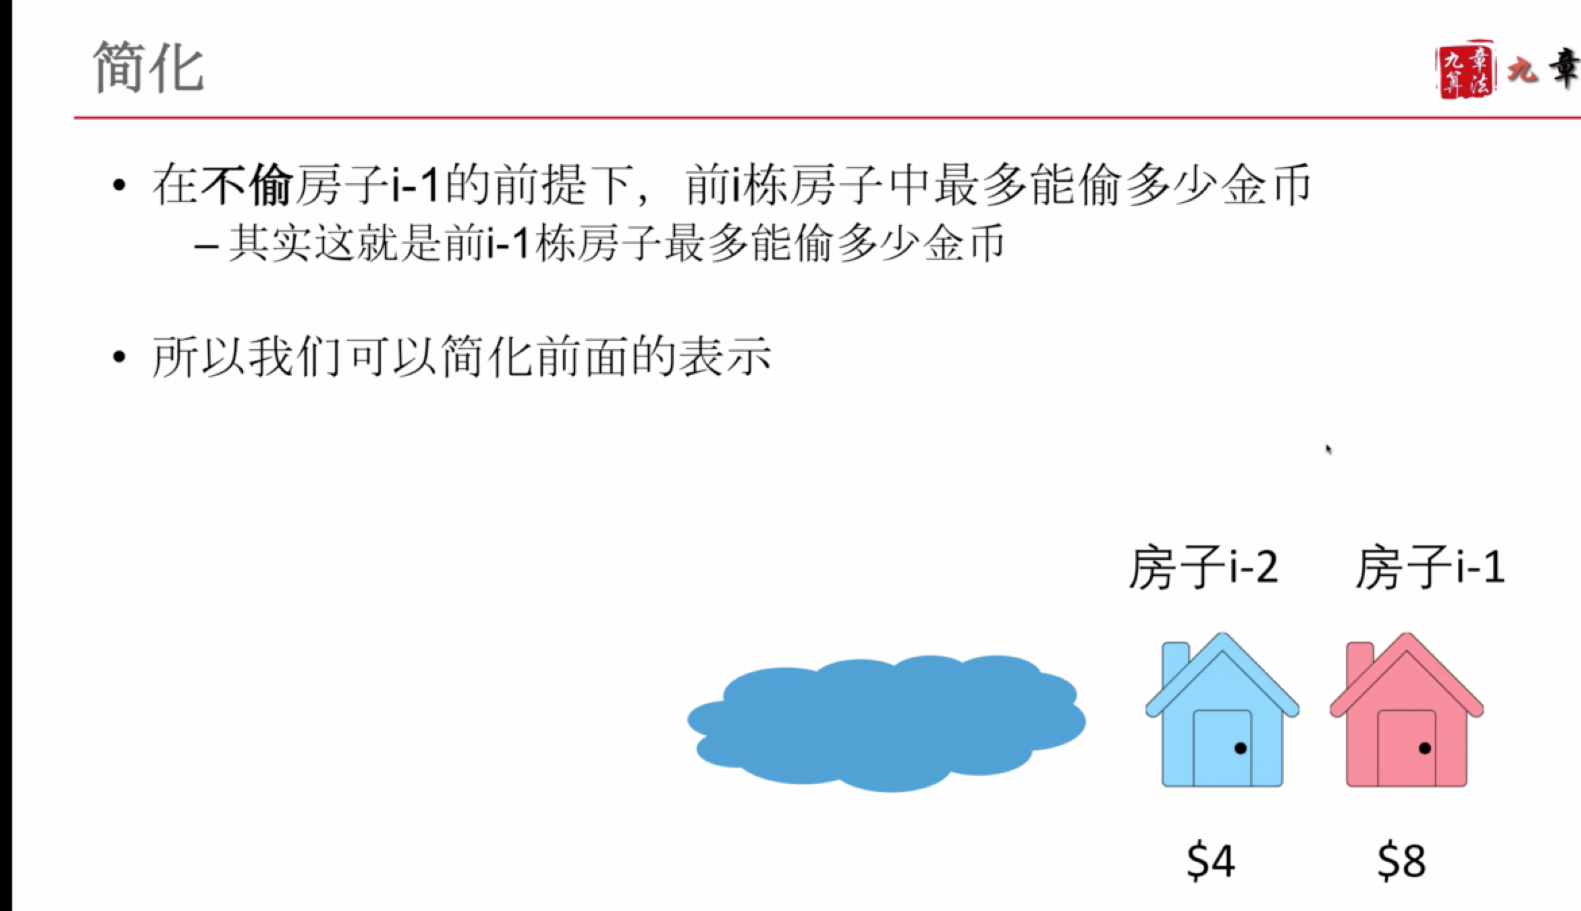 简化
九章算法
九章
• 在不偷房子i-1的前提下，前i栋房子中最多能偷多少金币
– 其实这就是前i-1栋房子最多能偷多少金币
• 所以我们可以简化前面的表示
房子i-2 房子i-1
$4 $8